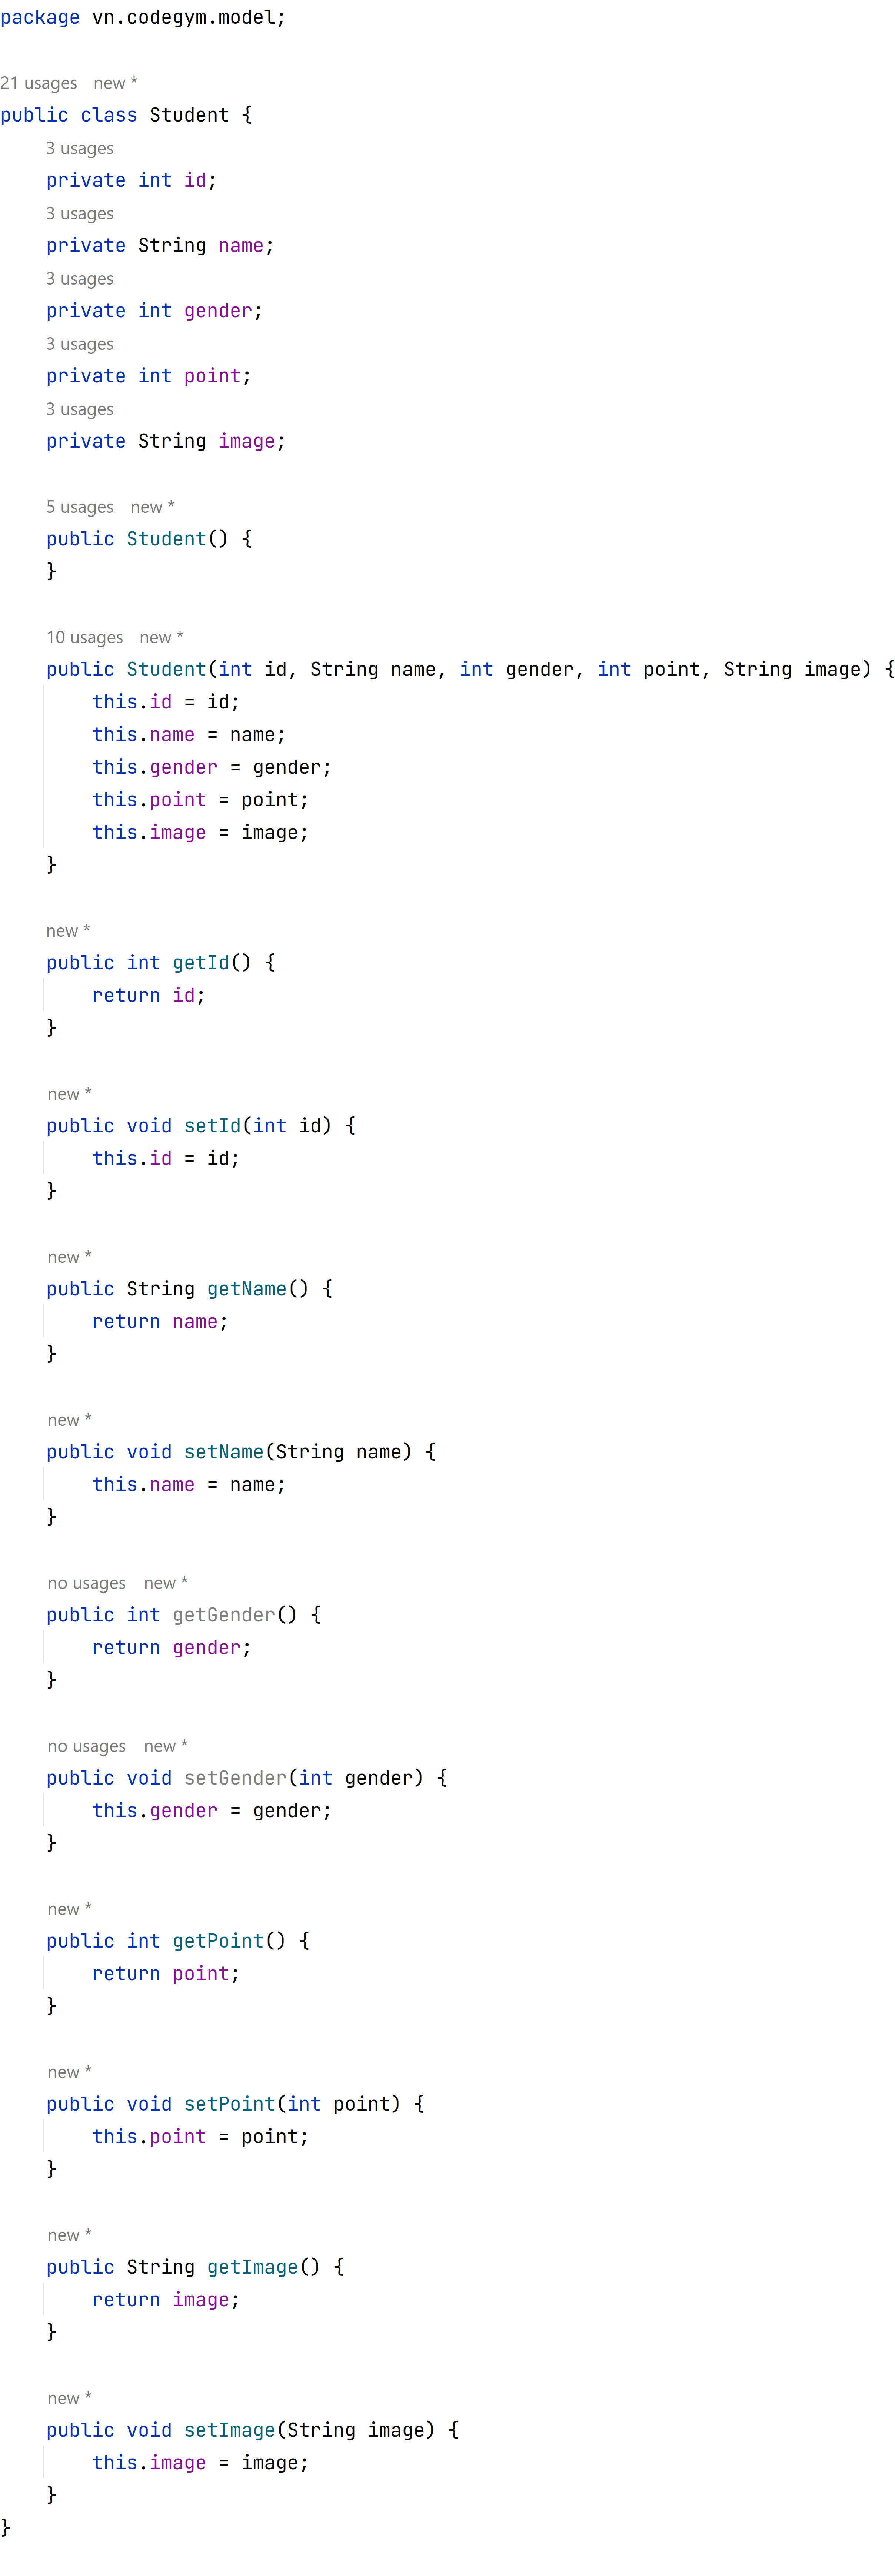 package vn.codegym.model;
21 usages new *
public class Student {
3 usages
private int id;
3 usages
private String name;
3 usages
private int gender;
3 usages
private int point;
3 usages
private String image;
5 usages new *
public Student() {
}
10 usages new *
public Student(int id, String name, int gender, int point, String image) {
this.id = id;
this.name = name;
this.gender = gender;
this.point = point;
this.image = image;
}
new *
public int getId() {
return id;
}
new *
public void setId(int id) {
this.id = id;
}
new *
public String getName() {
return name;
}
new *
public void setName(String name) {
this.name = name;
}
no usages new *
public int getGender() {
return gender;
}
no usages new *
public void setGender(int gender) {
this.gender = gender;
}
new *
public int getPoint() {
return point;
}
new *
public void setPoint(int point) {
this.point = point;
}
new *
public String getImage() {
return image;
}
new *
public void setImage(String image) {
this.image = image;
}
}